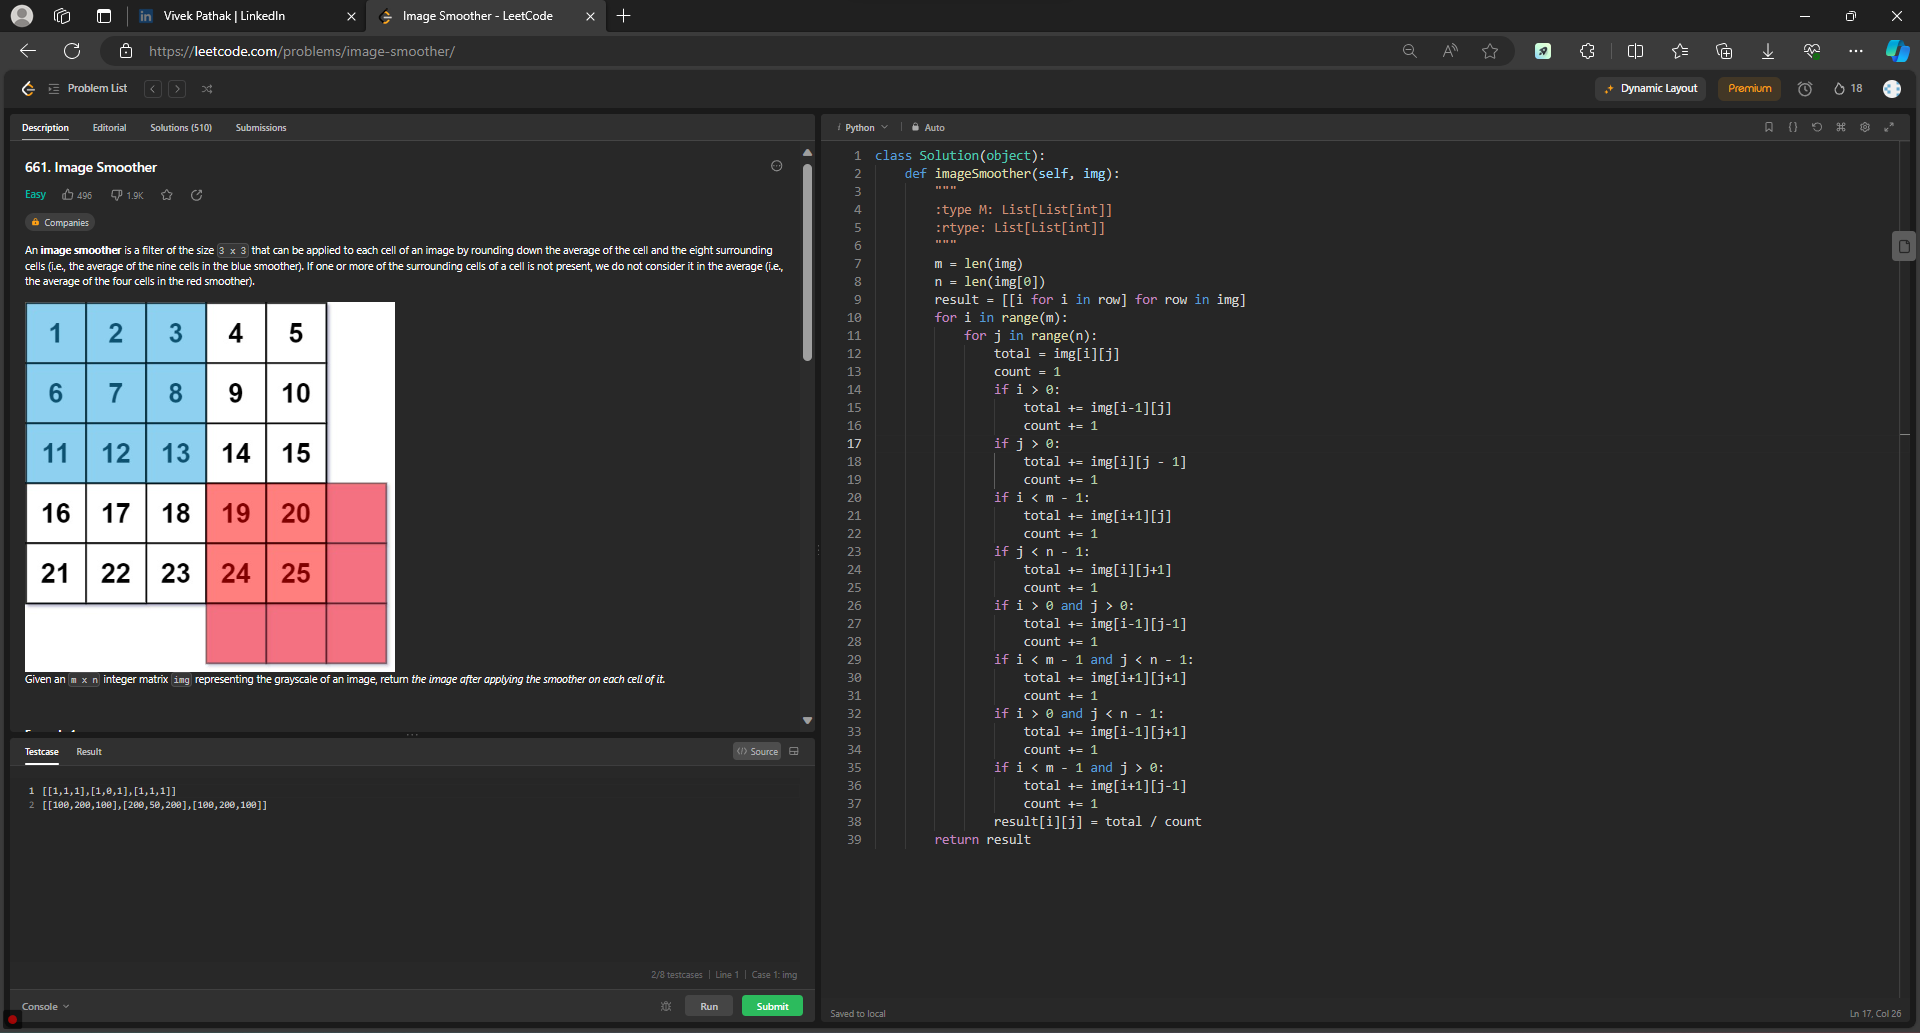 Vivek Pathak | LinkedIn
Image Smoother - LeetCode
https://leetcode.com/problems/image-smoother/
Problem List
Dynamic Layout
Premium
18
Description Editorial Solutions (510) Submissions
661. Image Smoother
Easy 496 1.9K
Companies
An image smoother is a filter of the size 3 x 3 that can be applied to each cell of an image by rounding down the average of the cell and the eight surrounding
cells (i.e., the average of the nine cells in the blue smoother). If one or more of the surrounding cells of a cell is not present, we do not consider it in the average (i.e.,
the average of the four cells in the red smoother).
1 2 3 4 5
6 7 8 9 10
11 12 13 14 15
16 17 18 19 20
21 22 23 24 25
Given an m x n integer matrix img representing the grayscale of an image, return the image after applying the smoother on each cell of it.
Testcase Result
Source
1 [[1,1,1],[1,0,1],[1,1,1]]
2 [[100,200,100],[200,50,200],[100,200,100]]
2/8 testcases | Line 1 | Case 1: img
Console
Run
Submit
i Python | Auto
1 class Solution(object):
2 def imageSmoother(self, img):
3 """
4 :type M: List[List[int]]
5 :rtype: List[List[int]]
6 """
7 m = len(img)
8 n = len(img[0])
9 result = [[i for i in row] for row in img]
10 for i in range(m):
11 for j in range(n):
12 total = img[i][j]
13 count = 1
14 if i > 0:
15 total += img[i-1][j]
16 count += 1
17 if j > 0:
18 total += img[i][j - 1]
19 count += 1
20 if i < m - 1:
21 total += img[i+1][j]
22 count += 1
23 if j < n - 1:
24 total += img[i][j+1]
25 count += 1
26 if i > 0 and j > 0:
27 total += img[i-1][j-1]
28 count += 1
29 if i < m - 1 and j < n - 1:
30 total += img[i+1][j+1]
31 count += 1
32 if i > 0 and j < n - 1:
33 total += img[i-1][j+1]
34 count += 1
35 if i < m - 1 and j > 0:
36 total += img[i+1][j-1]
37 count += 1
38 result[i][j] = total / count
39 return result
Saved to local
Ln 17, Col 26